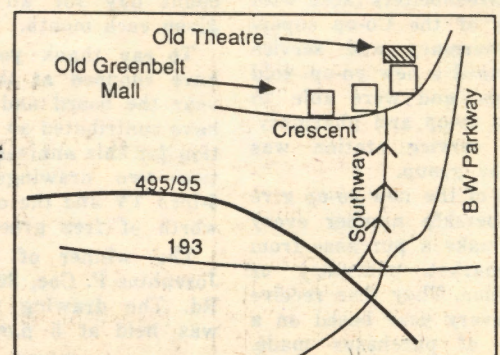 Old Theatre
Old Greenbelt
Mall
Crescent
Southway
B W Parkway
495/95
193